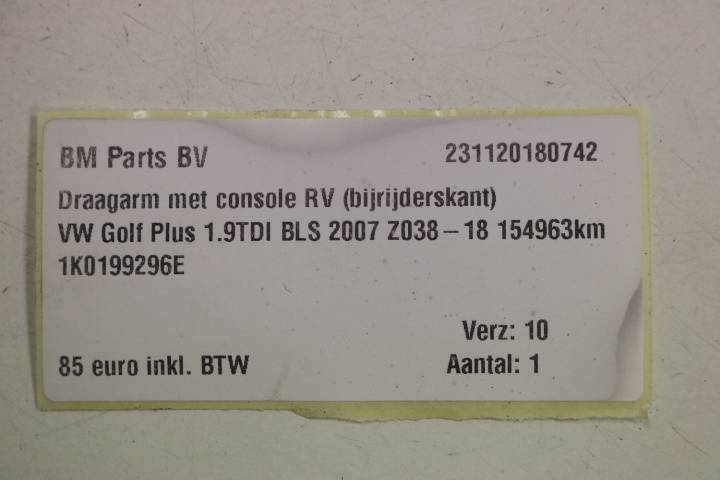 BM Parts BV 231120180742
Draagarm met console RV (bijrijderskant)
VW Golf Plus 1.9TDI BLS 2007 Z038-18 154963km
1K0199296E
Verz: 10
85 euro inkl. BTW Aantal: 1